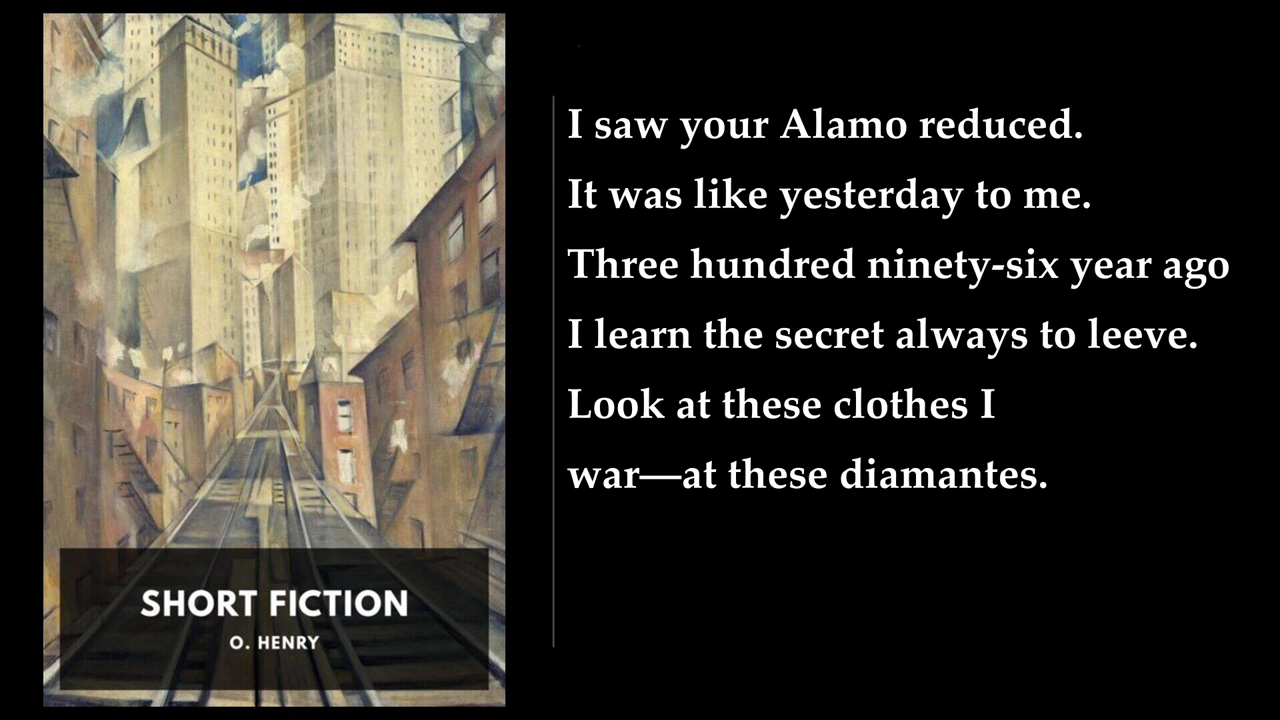 SHORT FICTION
O. HENRY
I saw your Alamo reduced.
It was like yesterday to me.
Three hundred ninety-six year ago
I learn the secret always to leeve.
Look at these clothes I
war—at these diamantes.